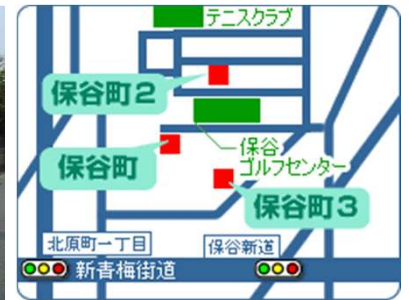 テニスクラブ
保谷町2
保谷
ゴルフセンター
保谷町
保谷町3
北原町一丁目
保谷新道
新青梅街道